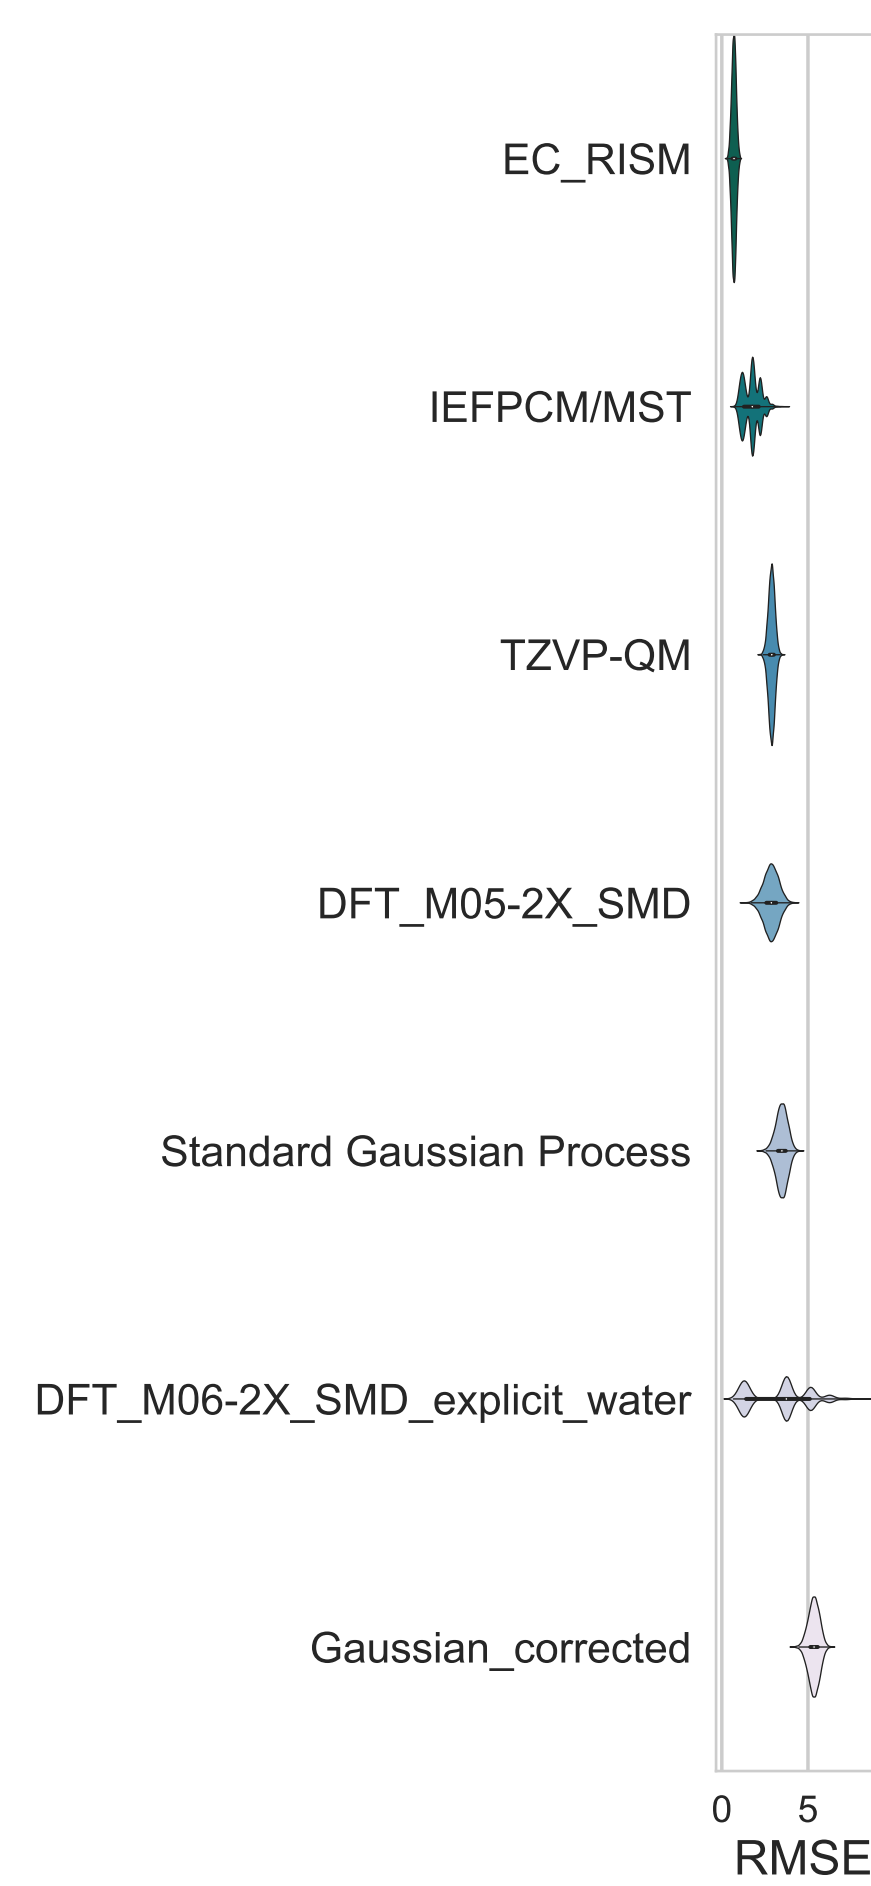 EC_RISM
IEFPCM/MST
TZVP-QM
DFT_M05-2X_SMD
Standard Gaussian Process
DFT_M06-2X_SMD_explicit_water
Gaussian_corrected
0 5
RMSE